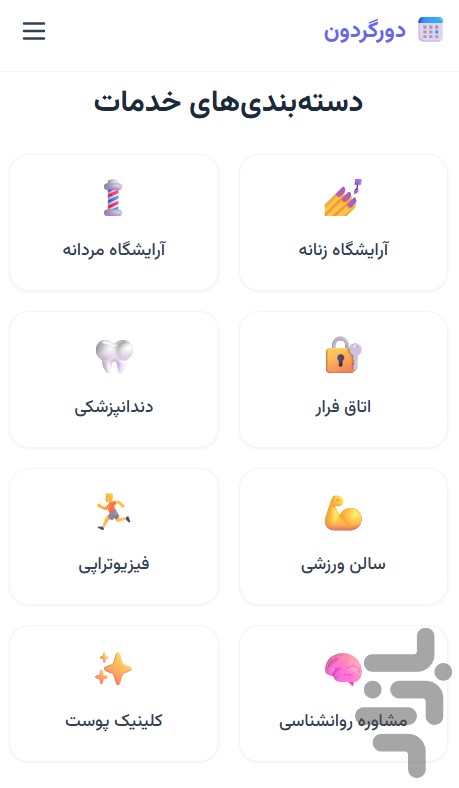 دورگردون
دسته‌بندی‌های خدمات
آرایشگاه زنانه
آرایشگاه مردانه
اتاق فرار
دندانپزشکی
سالن ورزشی
فیزیوتراپی
مشاوره روانشناسی
کلینیک پوست